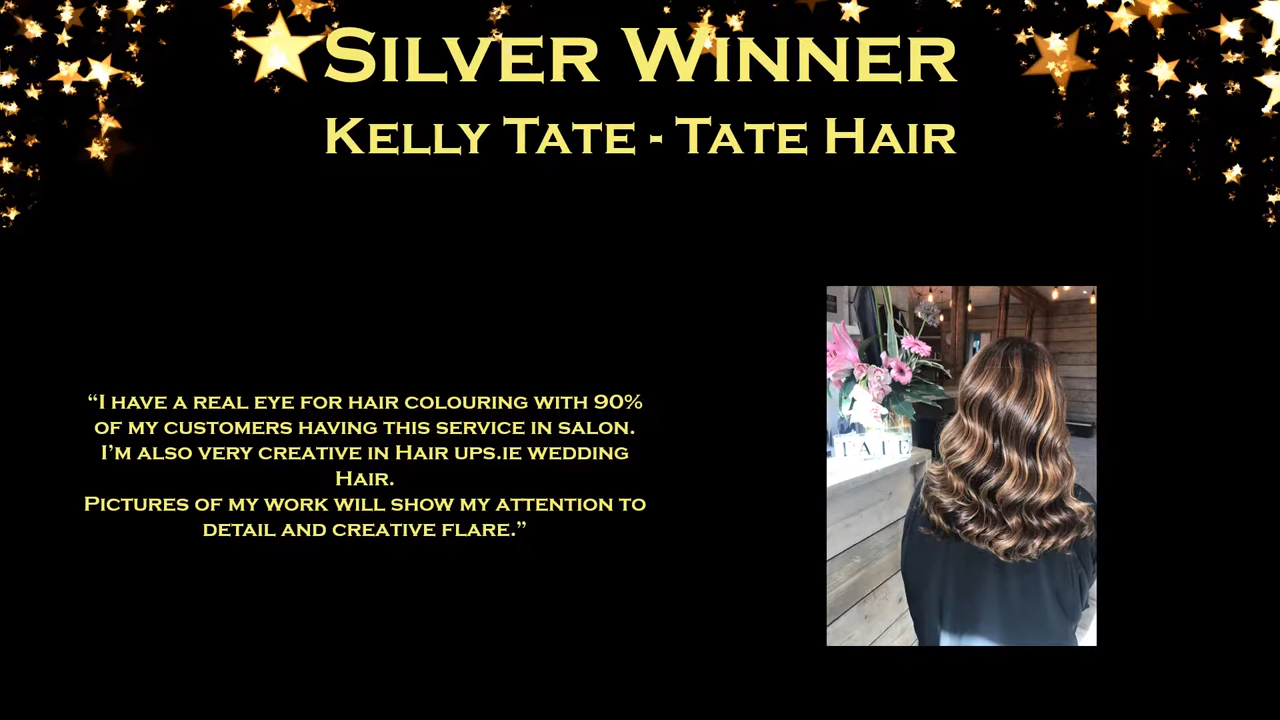 Silver Winner
Kelly Tate - Tate Hair
“I have a real eye for hair colouring with 90%
of my customers having this service in salon.
I’m also very creative in Hair ups.ie wedding
Hair.
Pictures of my work will show my attention to
detail and creative flare.”
TATE